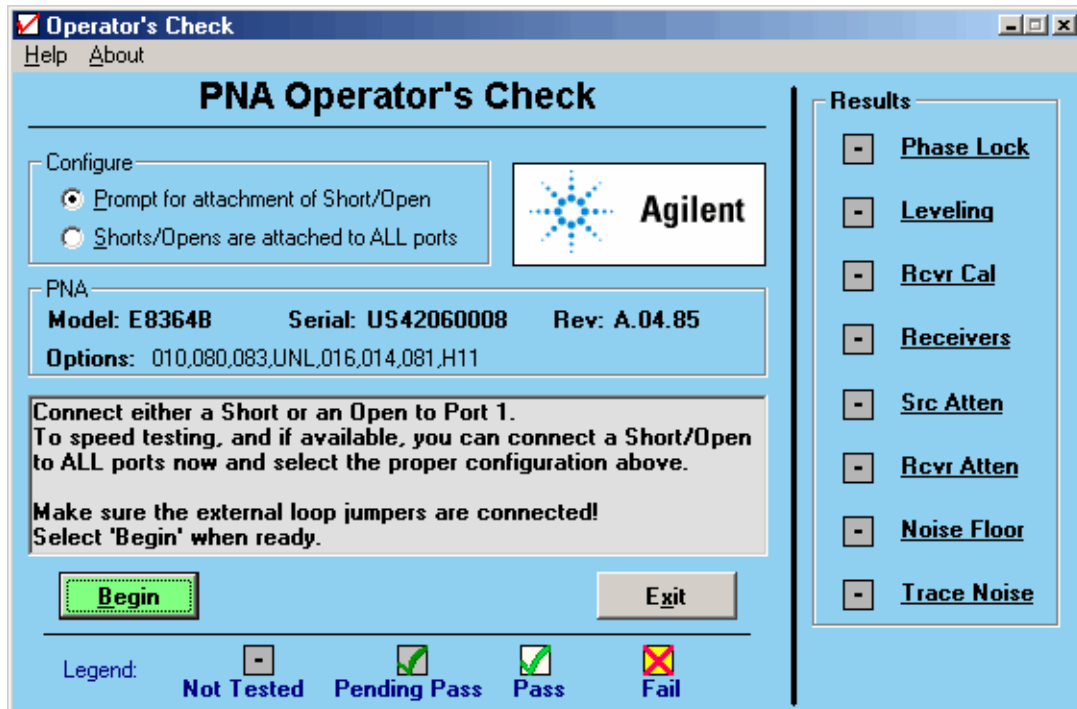 Operator's Check
Help About
PNA Operator's Check
Configure
Prompt for attachment of Short/Open
Shorts/Opens are attached to ALL ports
Agilent
PNA
Model: E8364B Serial: US42060008 Rev: A.04.85
Options: 010,080,083,UNL,016,014,081,H11
Connect either a Short or an Open to Port 1.
To speed testing, and if available, you can connect a Short/Open
to ALL ports now and select the proper configuration above.
Make sure the external loop jumpers are connected!
Select 'Begin' when ready.
Begin
Exit
Legend:
- Not Tested
Pending Pass
Pass
Fail
Results
- Phase Lock
- Leveling
- Rcvr Cal
- Receivers
- Src Atten
- Rcvr Atten
- Noise Floor
- Trace Noise